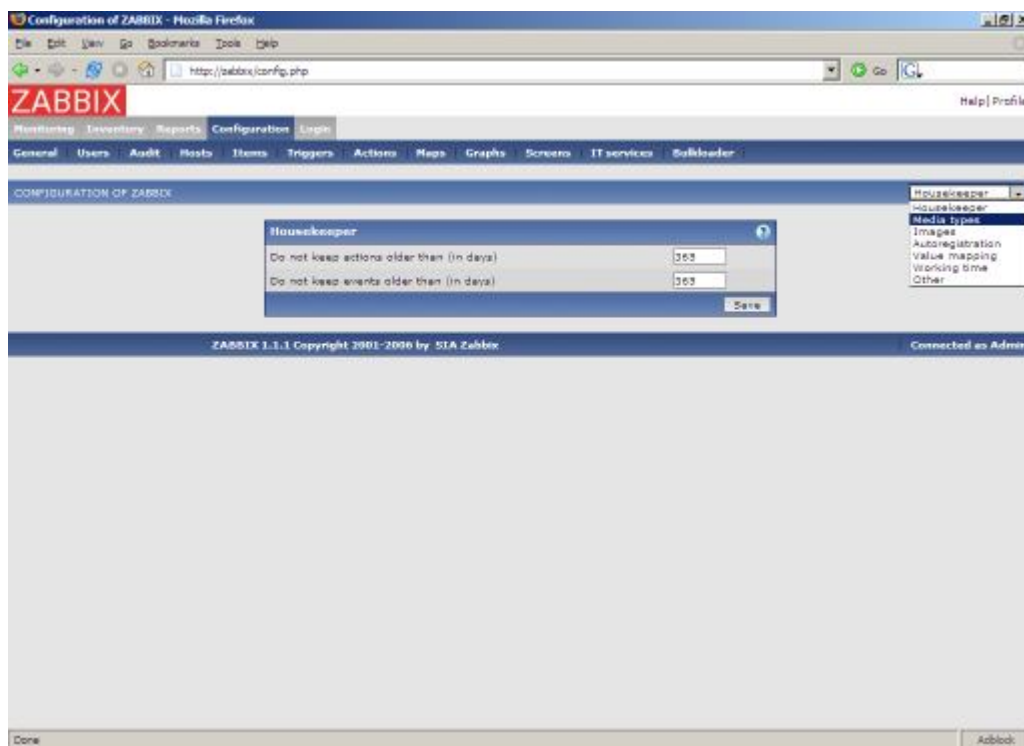 Configuration of ZABBIX - Mozilla Firefox
File Edit View Go Bookmarks Tools Help
http://zabbix/config.php Go
ZABBIX
Help | Profile
Monitoring Inventory Reports Configuration Login
General Users Audit Hosts Items Triggers Actions Maps Graphs Screens IT services Bulkloader
CONFIGURATION OF ZABBIX
Housekeeper
Housekeeper
Media types
Images
Autoregistration
Value mapping
Working time
Other
Housekeeper
Do not keep actions older than (in days) 365
Do not keep events older than (in days) 365
Save
ZABBIX 1.1.1 Copyright 2001-2006 by SIA Zabbix
Connected as Admin
Done
Adblock